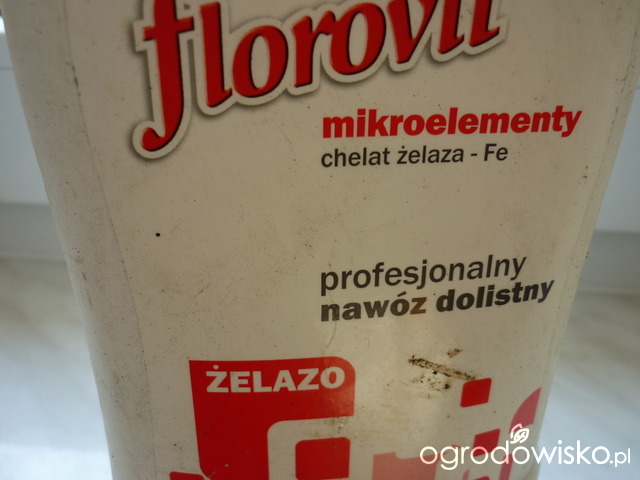 florovit
mikroelementy
chelat żelaza - Fe
profesjonalny
nawóz dolistny
ŻELAZO
ogrodowisko.pl